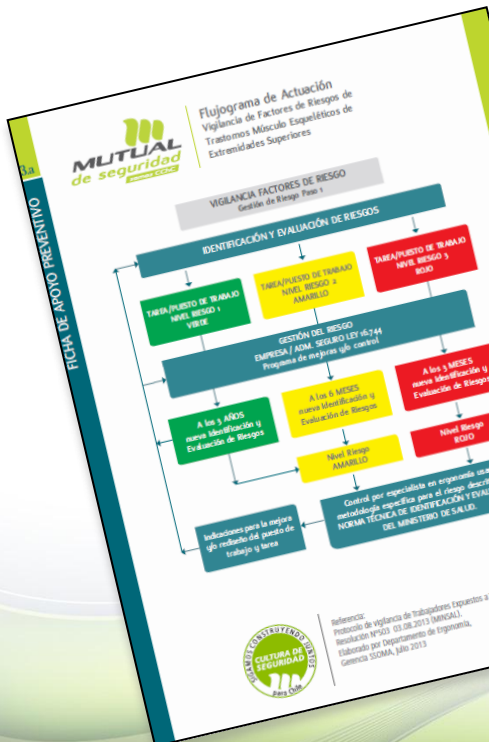 3.a
FICHA DE APOYO PREVENTIVO
MUTUAL
de seguridad
Flujograma de Actuación
Vigilancia de Factores de Riesgos de
Trastornos Músculo Esqueléticos de
Extremidades Superiores
VIGILANCIA FACTORES DE RIESGO
Gestión de Riesgo Paso 1
IDENTIFICACIÓN Y EVALUACIÓN DE RIESGOS
TAREA/PUESTO DE TRABAJO
NIVEL RIESGO 1
VERDE
TAREA/PUESTO DE TRABAJO
NIVEL RIESGO 2
AMARILLO
TAREA/PUESTO DE TRABAJO
NIVEL RIESGO 3
ROJO
GESTIÓN DEL RIESGO
EMPRESA / ADM. SEGURO LEY 16.744
Programa de mejoras y/o control
A los 3 AÑOS
nueva Identificación y
Evaluación de Riesgos
A los 6 MESES
nueva Identificación y
Evaluación de Riesgos
A los 3 MESES
nueva Identificación y
Evaluación de Riesgos
Nivel Riesgo
AMARILLO
Nivel Riesgo
ROJO
Indicaciones para la mejora
y/o rediseño del puesto de
trabajo y tarea
Control por especialista en ergonomía
metodología específica para el riesgo
NORMA TÉCNICA DE IDENTIFICACIÓN Y
DEL MINISTERIO DE SALUD.
SIGAMOS CONSTRUYENDO JUNTOS
CULTURA DE
SEGURIDAD
para Chile
Referencia:
Protocolo de vigilancia de Trabajadores Expuestos a
Resolución N°503 03.08.2013 (MINSAL).
Elaborado por Departamento de Ergonomía,
Gerencia SSOMA, Julio 2013